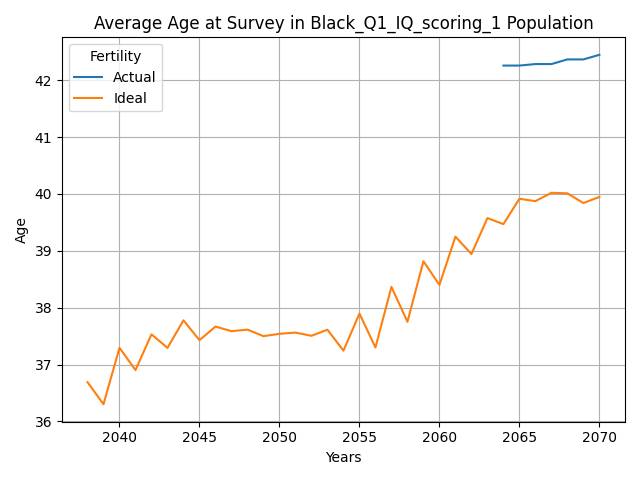 Average Age at Survey in Black_Q1_IQ_scoring_1 Population
Fertility
Actual
Ideal
42
41
40
39
38
37
36
Age
2040 2045 2050 2055 2060 2065 2070
Years